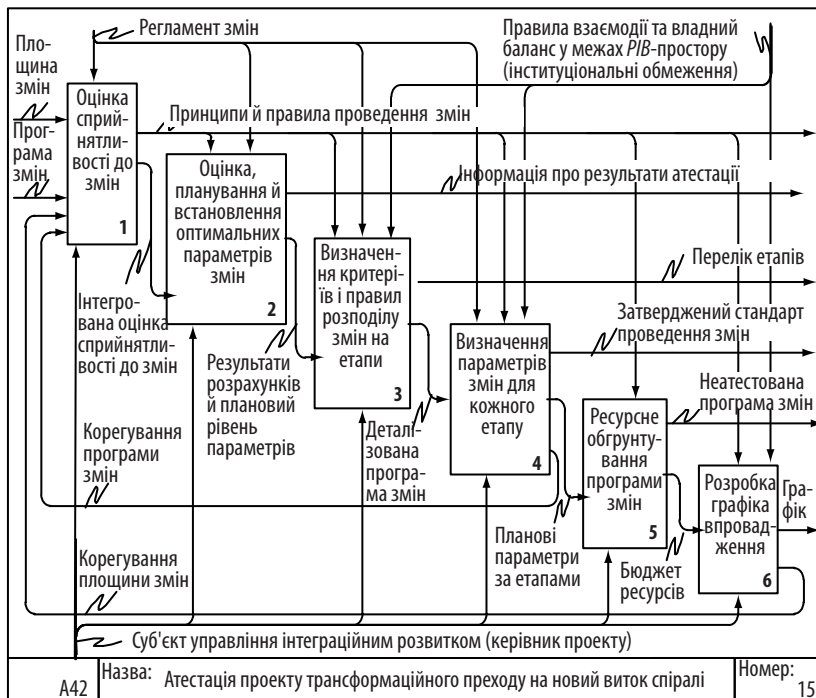 Регламент змін
Правила взаємодії та владний
баланс у межах РІВ-простору
(інституціональні обмеження)
Пло-
щина
змін
Прог-
рама
змін
Оцінка
сприй-
нятли-
вості до
змін
1
Принципи й правила проведення змін
Оцінка,
планування й
встановлення
оптимальних
параметрів
змін
2
Інформація про результати атестації
Визначен-
ня критері-
їв і правил
розподілу
змін на
етапи
3
Перелік етапів
Інтегро-
вана оцінка
сприйнятли-
вості до змін
Результати
розрахунків
й плановий
рівень
параметрів
Визначення
параметрів
змін для
кожного
етапу
4
Затверджений стандарт
проведення змін
Неатестована
програма змін
Ресурсне
обгрунту-
вання
програми
змін
5
Деталі-
зована
програ-
ма змін
Корегування
програми
змін
Розробка
графіка
впровад-
ження
6
Гра-
фік
Планові
параметри
за етапами
Бюджет
ресурсів
Корегування
площини змін
Суб'єкт управління інтеграційним розвитком (керівник проекту)
А42
Назва: Атестація проекту трансформаційного переходу на новий виток спіралі
Номер:
15